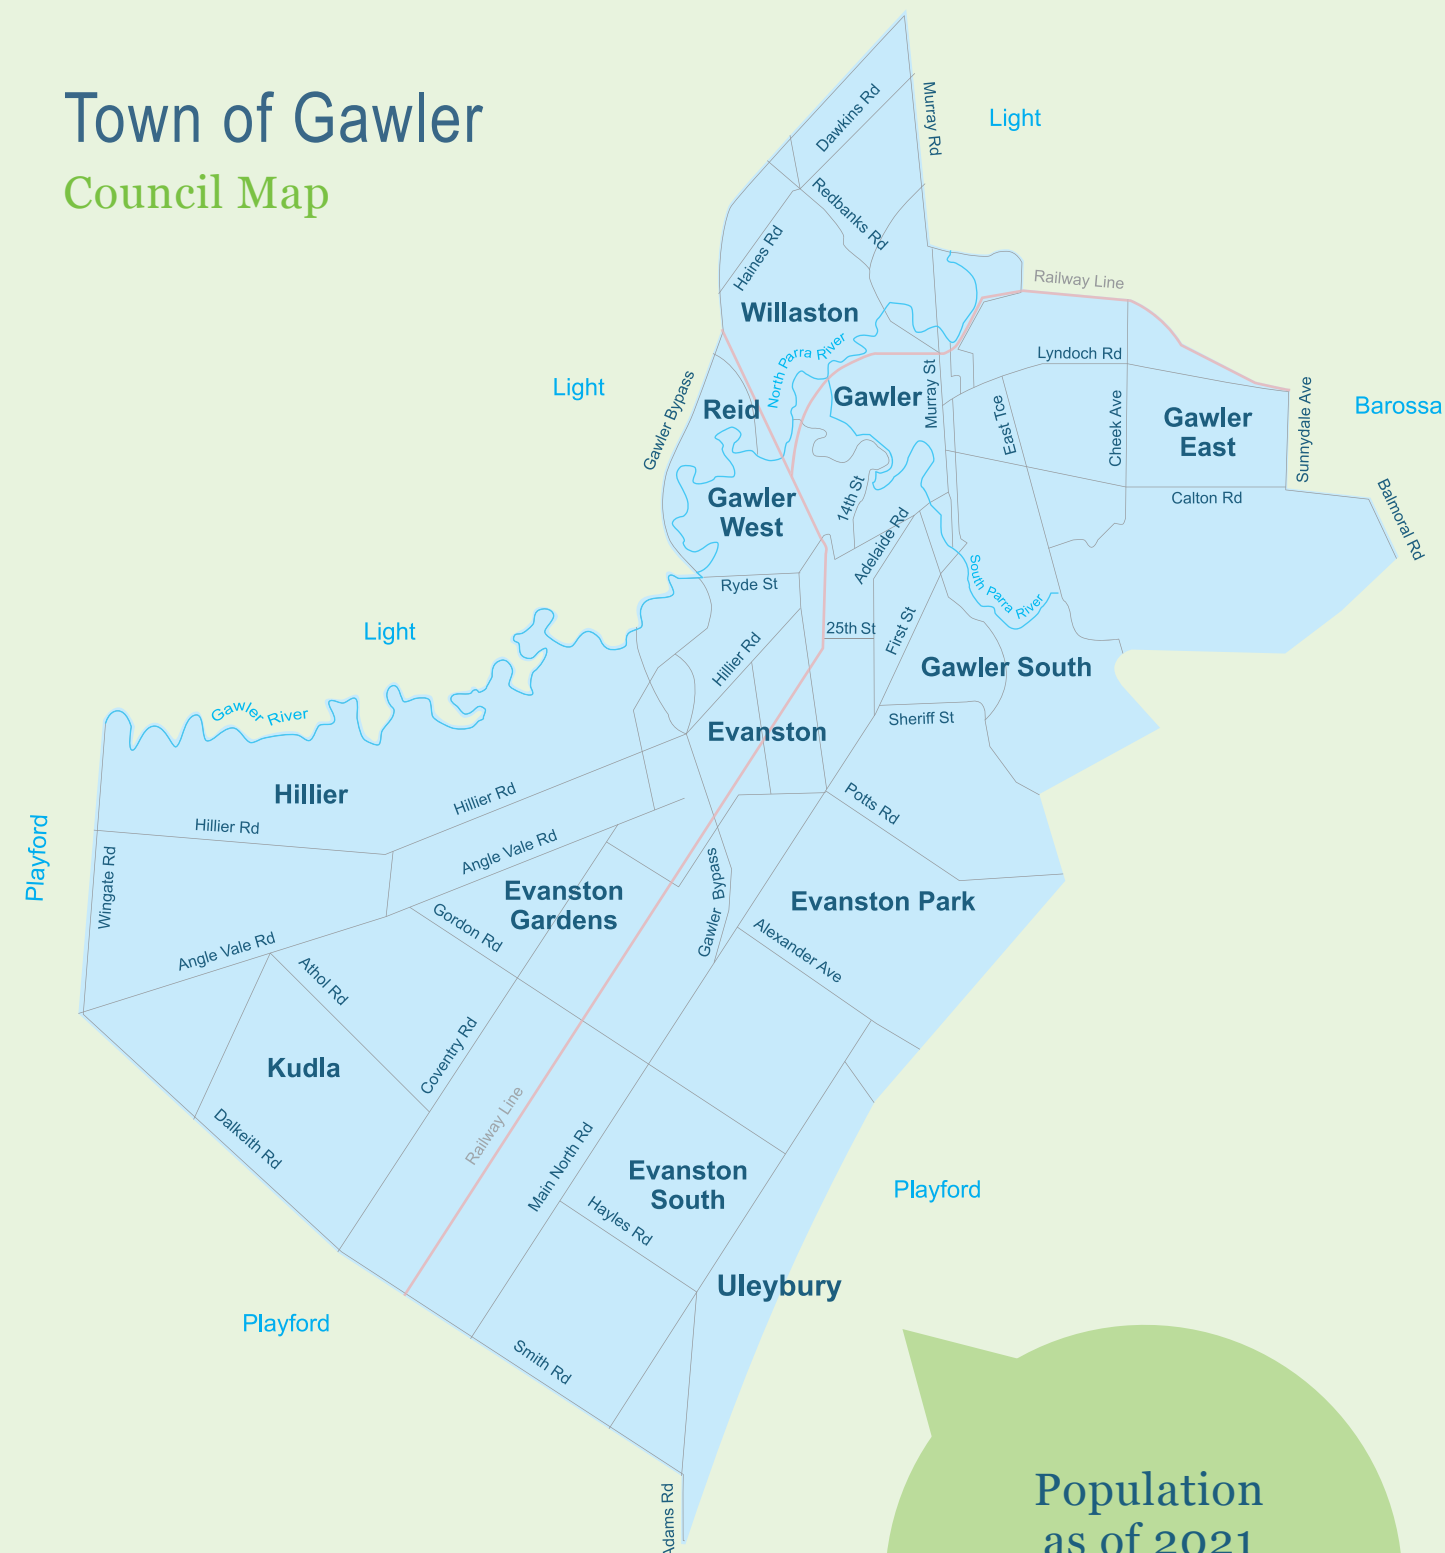 Town of Gawler
Council Map
Light
Murray Rd
Dawkins Rd
Redbanks Rd
Haines Rd
Railway Line
Willaston
North Parra River
Lyndoch Rd
Light
Gawler Bypass
Reid
Gawler
Murray St
East Tce
Cheek Ave
Gawler
East
Sunnydale Ave
Barossa
Gawler
West
14th St
Calton Rd
Balmoral Rd
Adelaide Rd
Ryde St
South Parra River
Light
25th St
First St
Hillier Rd
Gawler South
Gawler River
Evanston
Sheriff St
Hillier
Hillier Rd
Hillier Rd
Potts Rd
Playford
Wingate Rd
Angle Vale Rd
Evanston
Gardens
Gawler Bypass
Evanston Park
Gordon Rd
Angle Vale Rd
Alexander Ave
Athol Rd
Kudla
Coventry Rd
Railway Line
Dalkeith Rd
Main North Rd
Evanston
South
Playford
Hayles Rd
Uleybury
Playford
Smith Rd
Adams Rd
Population
as of 2021